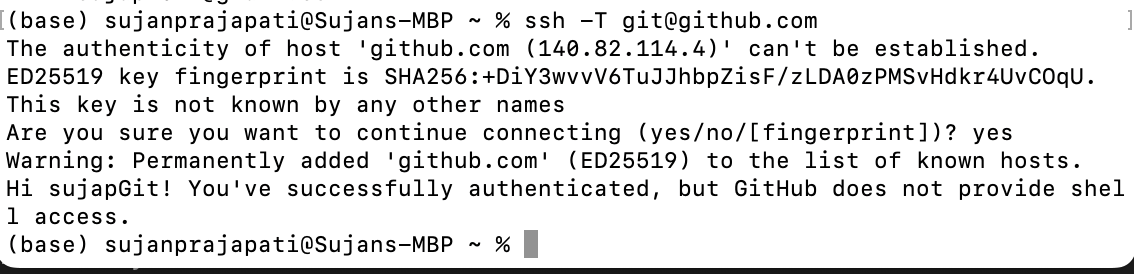 (base) sujanprajapati@Sujans-MBP ~ % ssh -T git@github.com
The authenticity of host 'github.com (140.82.114.4)' can't be established.
ED25519 key fingerprint is SHA256:+DiY3wvvV6TuJJhbpZisF/zLDA0zPMSvHdkr4UvCOqU.
This key is not known by any other names
Are you sure you want to continue connecting (yes/no/[fingerprint])? yes
Warning: Permanently added 'github.com' (ED25519) to the list of known hosts.
Hi sujapGit! You've successfully authenticated, but GitHub does not provide shel
l access.
(base) sujanprajapati@Sujans-MBP ~ %